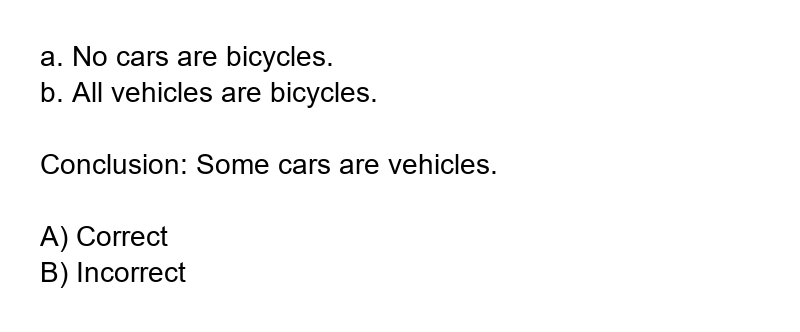 a. No cars are bicycles.
b. All vehicles are bicycles.
Conclusion: Some cars are vehicles.
A) Correct
B) Incorrect